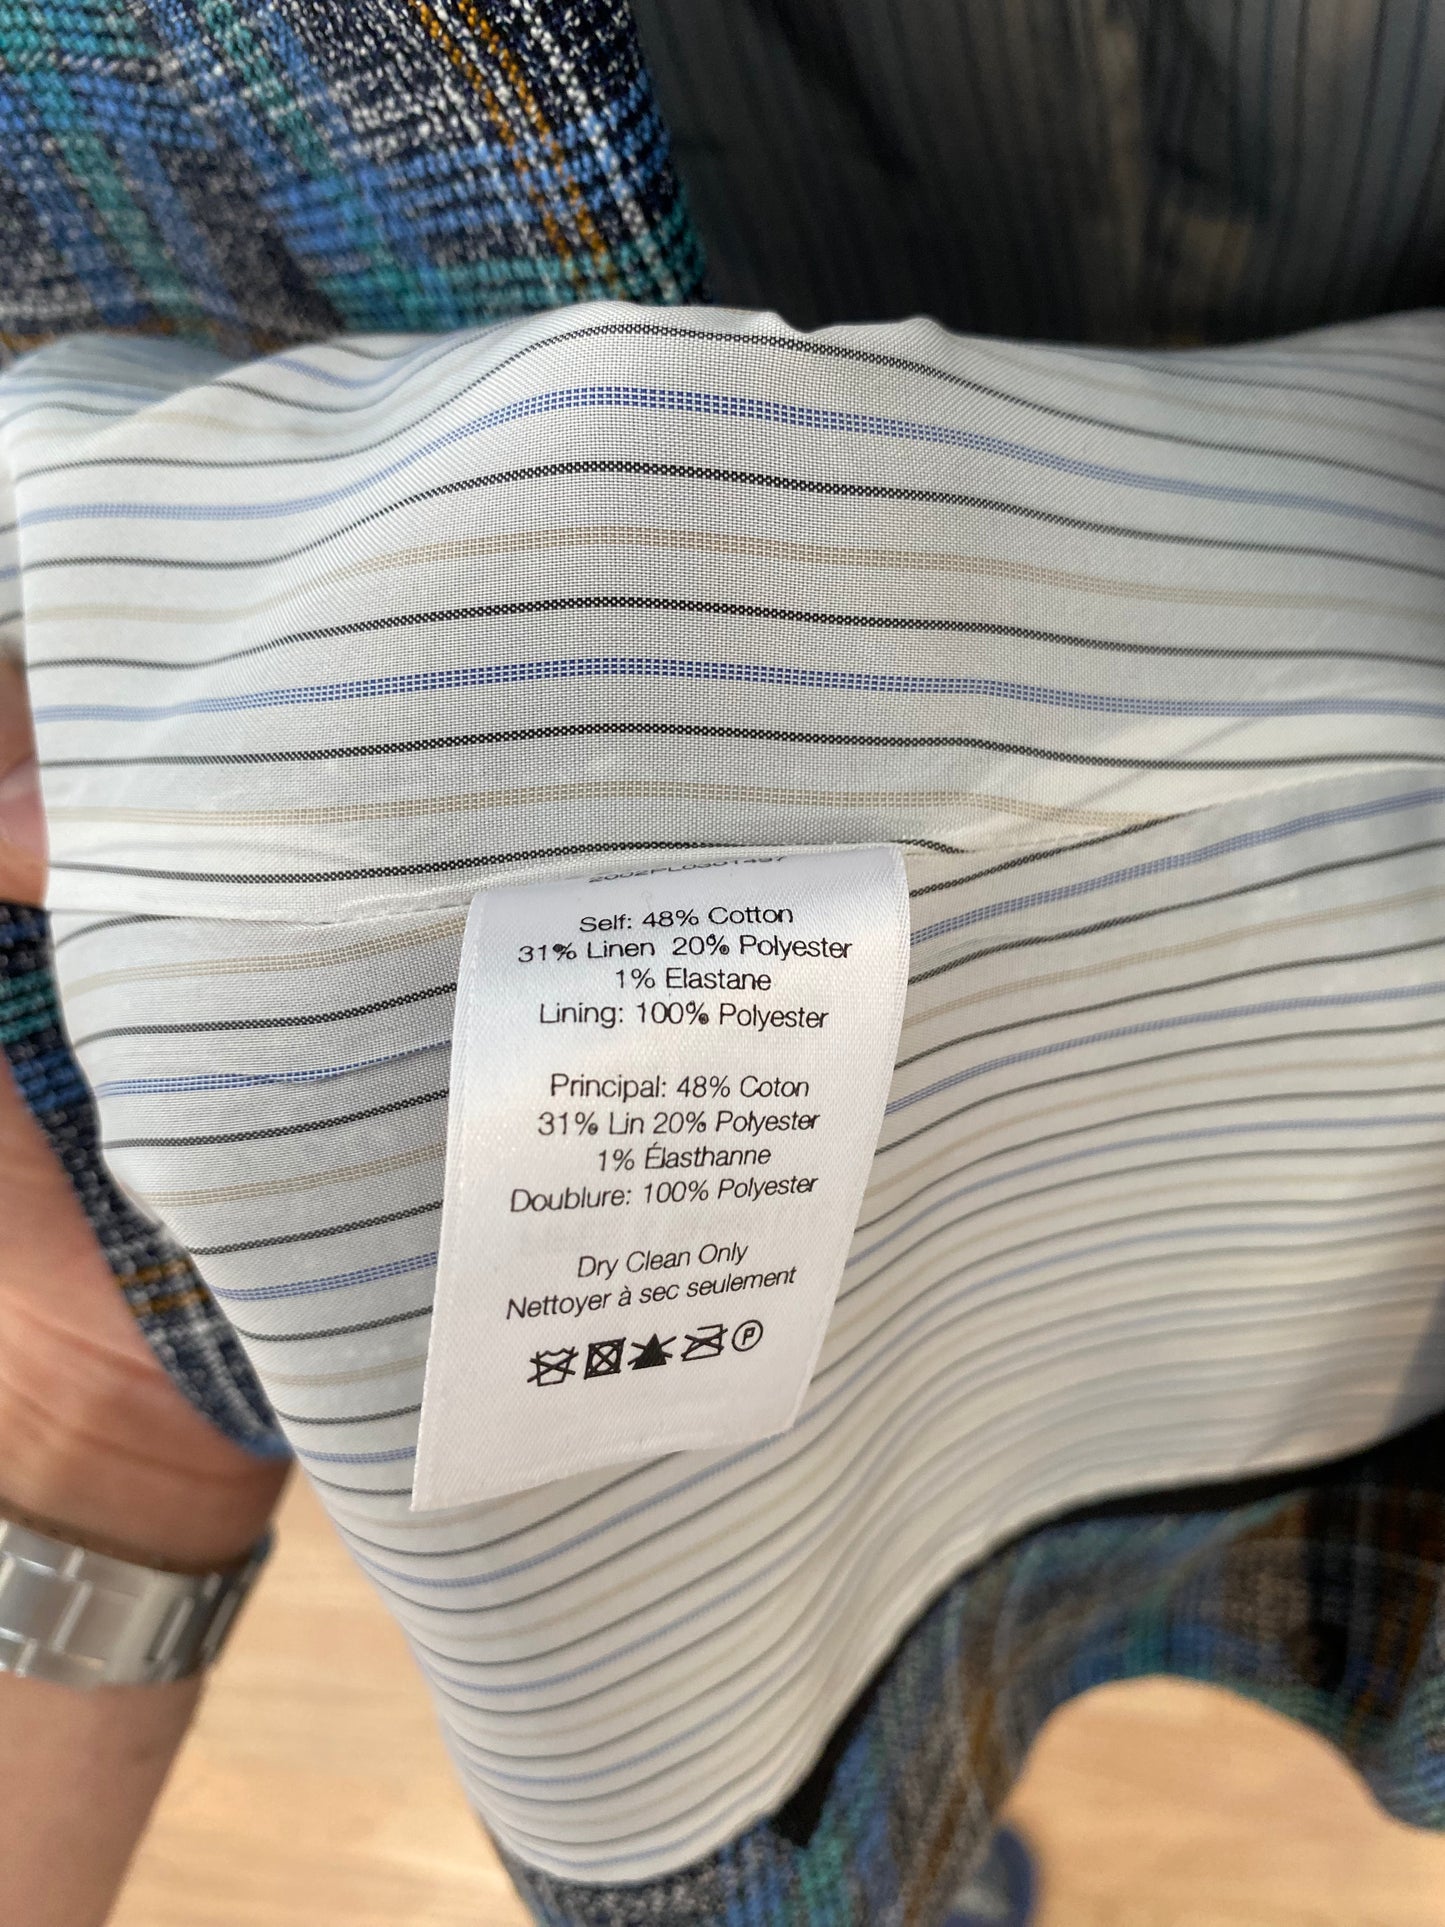 Self: 48% Cotton
31% Linen 20% Polyester
1% Elastane
Lining: 100% Polyester
Principal: 48% Coton
31% Lin 20% Polyester
1% Élasthanne
Doublure: 100% Polyester
Dry Clean Only
Nettoyer à sec seulement
P